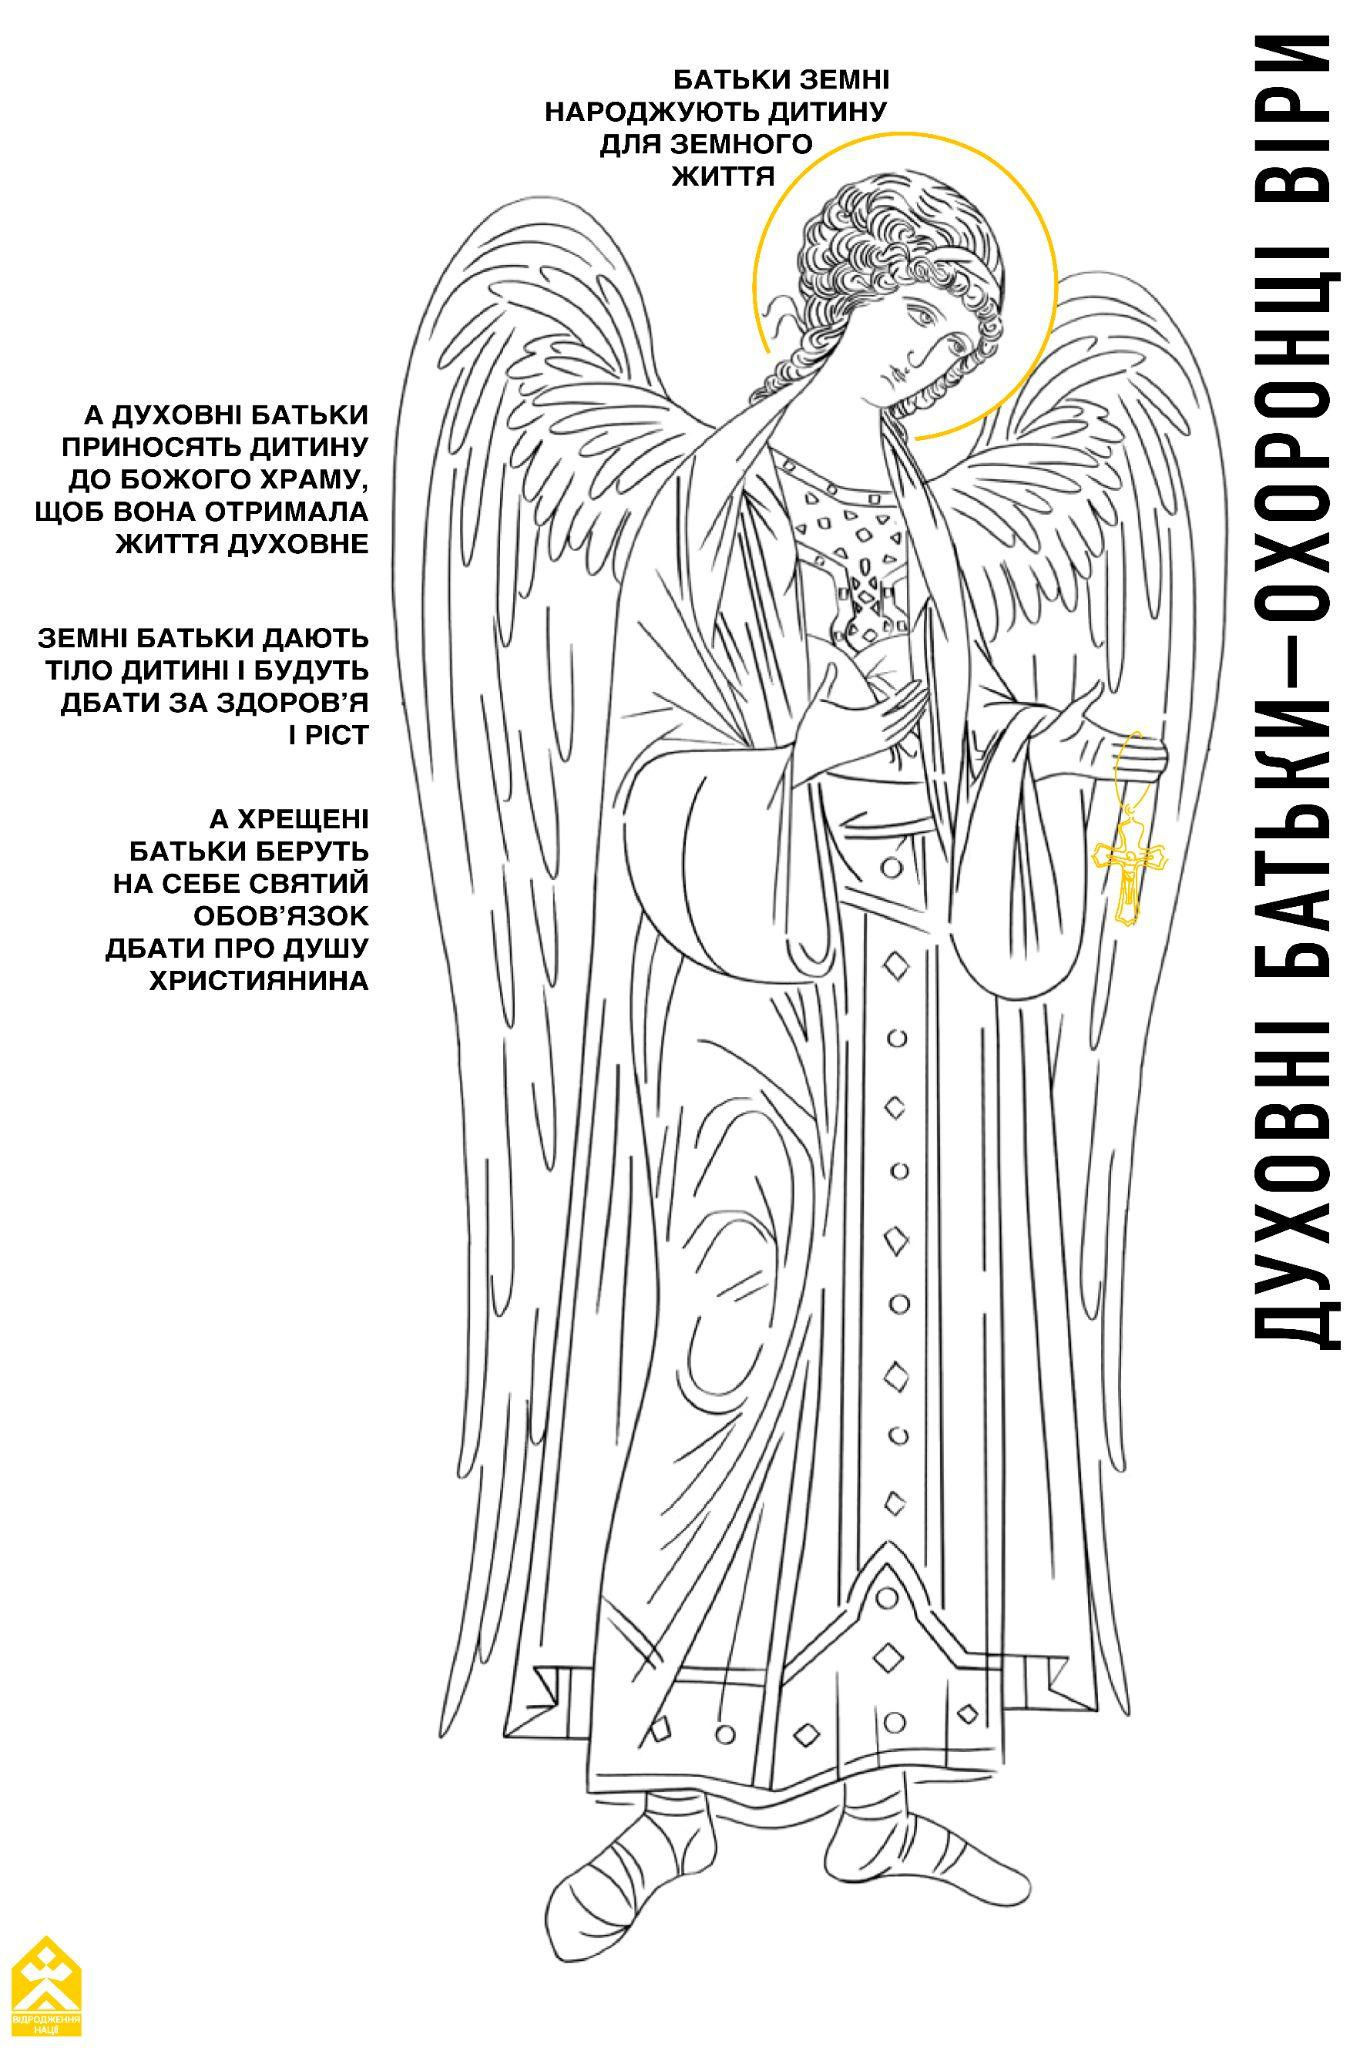 БАТЬКИ ЗЕМНІ
НАРОДЖУЮТЬ ДИТИНУ
ДЛЯ ЗЕМНОГО
ЖИТТЯ
А ДУХОВНІ БАТЬКИ
ПРИНОСЯТЬ ДИТИНУ
ДО БОЖОГО ХРАМУ,
ЩОБ ВОНА ОТРИМАЛА
ЖИТТЯ ДУХОВНЕ
ЗЕМНІ БАТЬКИ ДАЮТЬ
ТІЛО ДИТИНІ І БУДУТЬ
ДБАТИ ЗА ЗДОРОВ’Я
І РІСТ
А ХРЕЩЕНІ
БАТЬКИ БЕРУТЬ
НА СЕБЕ СВЯТИЙ
ОБОВ’ЯЗОК
ДБАТИ ПРО ДУШУ
ХРИСТИЯНИНА
ДУХОВНІ БАТЬКИ–ОХОРОНЦІ ВІРИ
ВІДРОДЖЕННЯ
НАЦІЇ